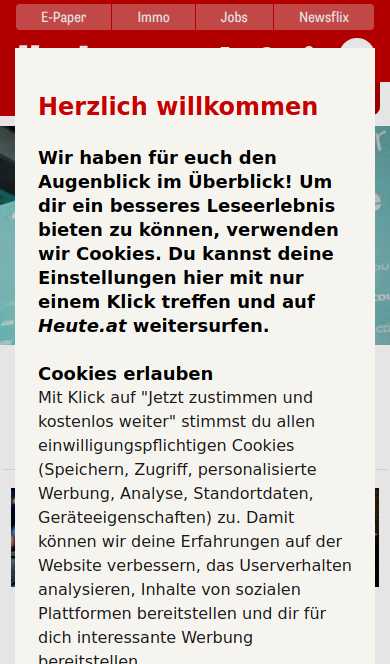 E-Paper
Immo
Jobs
Newsflix
Herzlich willkommen
Wir haben für euch den
Augenblick im Überblick! Um
dir ein besseres Leseerlebnis
bieten zu können, verwenden
wir Cookies. Du kannst deine
Einstellungen hier mit nur
einem Klick treffen und auf
Heute.at weitersurfen.
Cookies erlauben
Mit Klick auf "Jetzt zustimmen und
kostenlos weiter" stimmst du allen
einwilligungspflichtigen Cookies
(Speichern, Zugriff, personalisierte
Werbung, Analyse, Standortdaten,
Geräteeigenschaften) zu. Damit
können wir deine Erfahrungen auf der
Website verbessern, das Userverhalten
analysieren, Inhalte von sozialen
Plattformen bereitstellen und dir für
dich interessante Werbung
bereitstellen